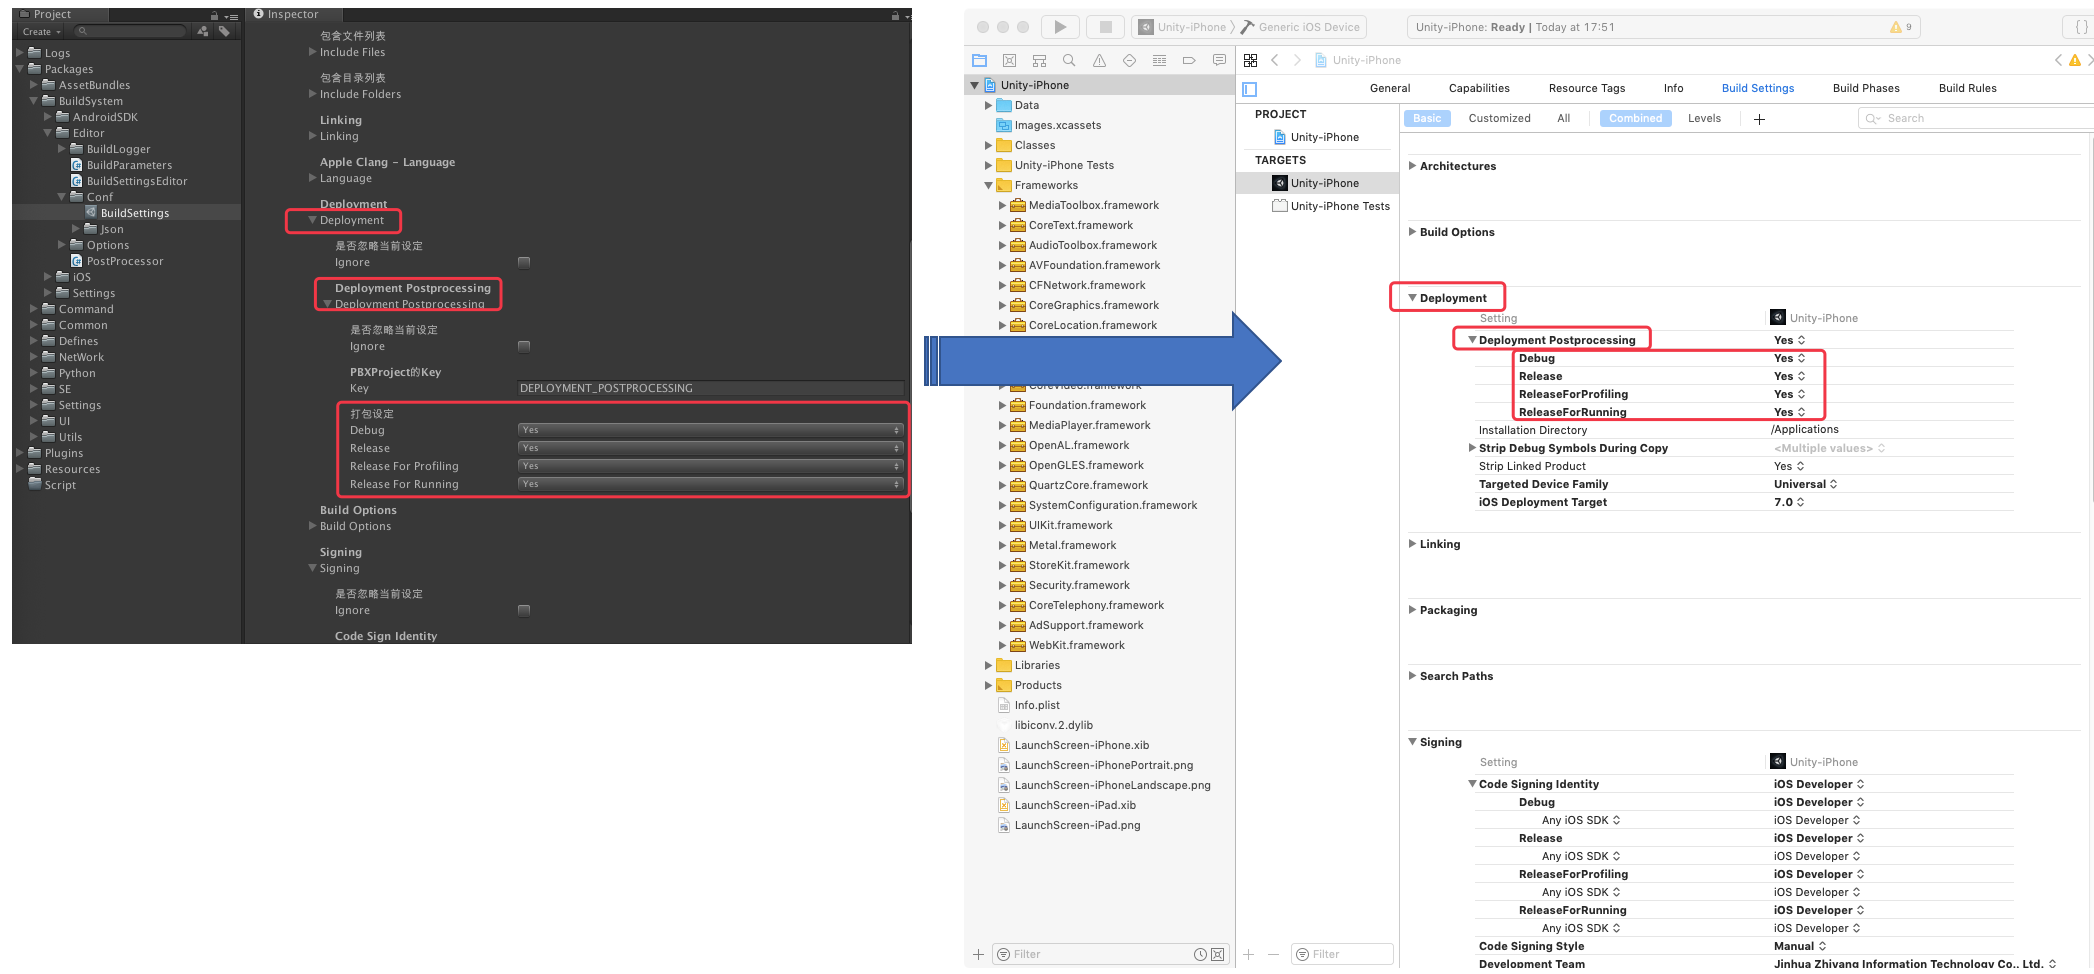 Project
Create
Logs
Packages
AssetBundles
BuildSystem
AndroidSDK
Editor
BuildLogger
BuildParameters
BuildSettingsEditor
Conf
BuildSettings
Json
Options
PostProcessor
iOS
Settings
Command
Common
Defines
NetWork
Python
SE
Settings
UI
Utils
Plugins
Resources
Script
Inspector
包含文件列表
Include Files
包含目录列表
Include Folders
Linking
Linking
Apple Clang - Language
Language
Deployment
Deployment
是否忽略当前设定
Ignore
Deployment Postprocessing
Deployment Postprocessing
是否忽略当前设定
Ignore
PBXProject的Key
Key DEPLOYMENT_POSTPROCESSING
打包设定
Debug Yes
Release Yes
Release For Profiling Yes
Release For Running Yes
Build Options
Build Options
Signing
Signing
是否忽略当前设定
Ignore
Code Sign Identity
Unity-iPhone Generic iOS Device
Unity-iPhone: Ready | Today at 17:51
9
{ }
Unity-iPhone
Data
Images.xcassets
Classes
Unity-iPhone Tests
Frameworks
MediaToolbox.framework
CoreText.framework
AudioToolbox.framework
AVFoundation.framework
CFNetwork.framework
CoreGraphics.framework
CoreLocation.framework
CoreVideo.framework
Foundation.framework
MediaPlayer.framework
OpenAL.framework
OpenGLES.framework
QuartzCore.framework
SystemConfiguration.framework
UIKit.framework
Metal.framework
StoreKit.framework
Security.framework
CoreTelephony.framework
AdSupport.framework
WebKit.framework
Libraries
Products
Info.plist
libiconv.2.dylib
LaunchScreen-iPhone.xib
LaunchScreen-iPhonePortrait.png
LaunchScreen-iPhoneLandscape.png
LaunchScreen-iPad.xib
LaunchScreen-iPad.png
Filter
Unity-iPhone
General Capabilities Resource Tags Info Build Settings Build Phases Build Rules
PROJECT
Unity-iPhone
TARGETS
Unity-iPhone
Unity-iPhone Tests
Filter
Basic Customized All Combined Levels + Search
Architectures
Build Options
Deployment
Setting Unity-iPhone
Deployment Postprocessing Yes
Debug Yes
Release Yes
ReleaseForProfiling Yes
ReleaseForRunning Yes
Installation Directory /Applications
Strip Debug Symbols During Copy <Multiple values>
Strip Linked Product Yes
Targeted Device Family Universal
iOS Deployment Target 7.0
Linking
Packaging
Search Paths
Signing
Setting Unity-iPhone
Code Signing Identity iOS Developer
Debug iOS Developer
Any iOS SDK iOS Developer
Release iOS Developer
Any iOS SDK iOS Developer
ReleaseForProfiling iOS Developer
Any iOS SDK iOS Developer
ReleaseForRunning iOS Developer
Any iOS SDK iOS Developer
Code Signing Style Manual
Development Team Jinhua Zhiyang Information Technology Co., Ltd.